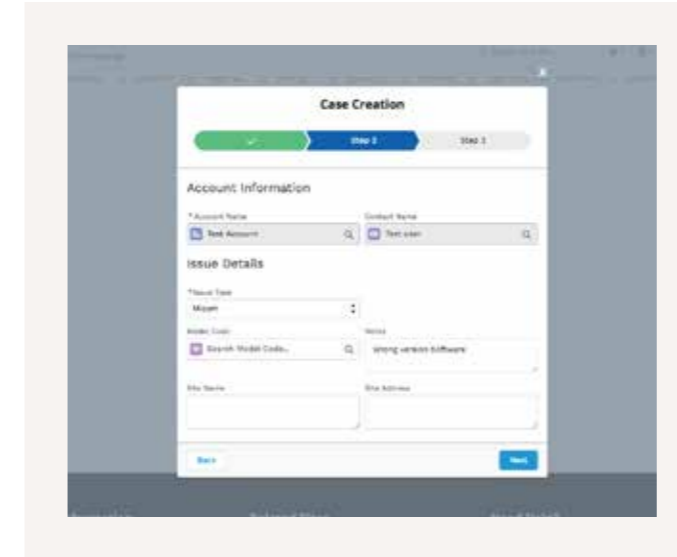 Case Creation
Step 2
Step 3
Account Information
* Account Name
Contact Name
Test Account
Test user
Issue Details
*Issue Type
Model Code
Notes
Search Model Code...
wrong version software
Site Name
Site Address
Back
Next